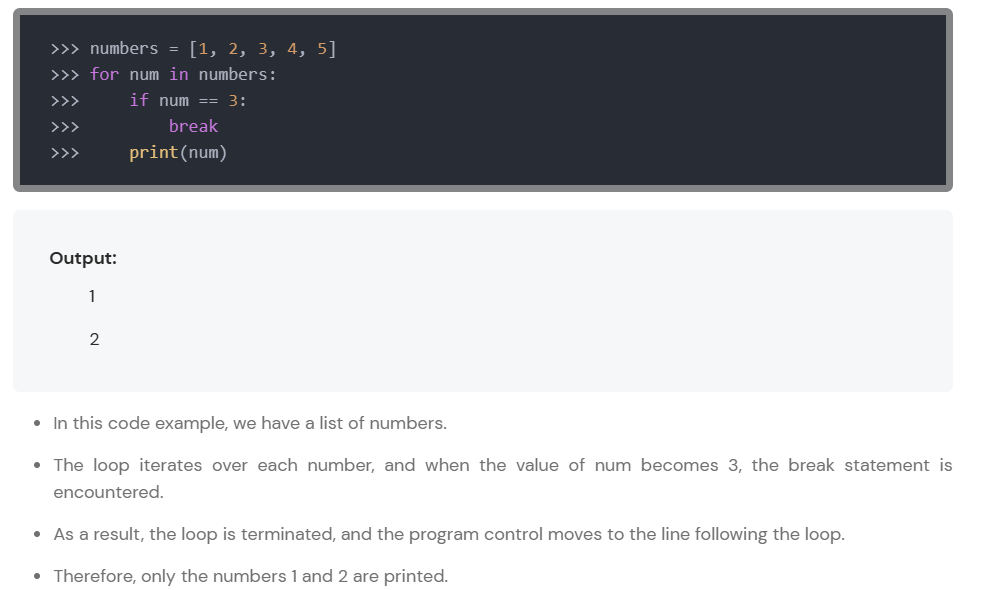 >>> numbers = [1, 2, 3, 4, 5]
>>> for num in numbers:
>>>     if num == 3:
>>>         break
>>>     print(num)
Output:
1
2
• In this code example, we have a list of numbers.
• The loop iterates over each number, and when the value of num becomes 3, the break statement is
encountered.
• As a result, the loop is terminated, and the program control moves to the line following the loop.
• Therefore, only the numbers 1 and 2 are printed.